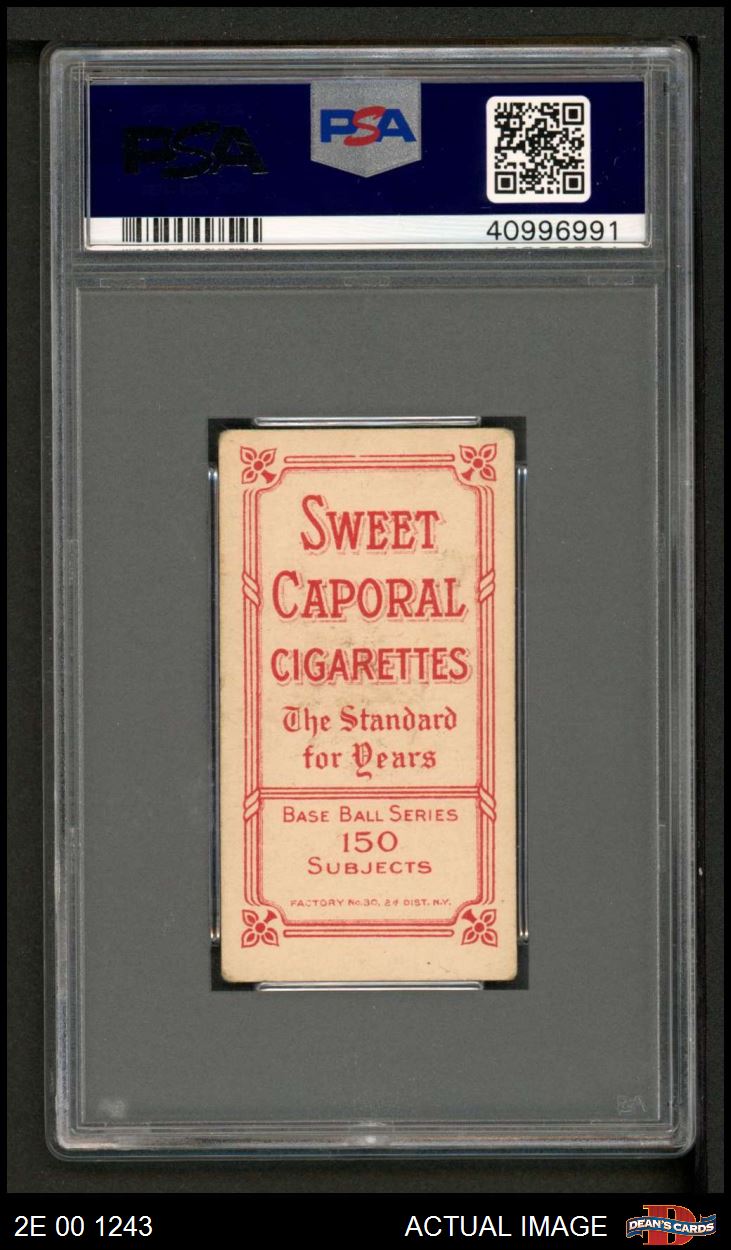 PSA
PSA
40996991
SWEET
CAPORAL
CIGARETTES
The Standard
for Years
BASE BALL SERIES
150
SUBJECTS
FACTORY No.30, 2d DIST. N.Y.
PSA
2E 00 1243
ACTUAL IMAGE
DEAN'S CARDS